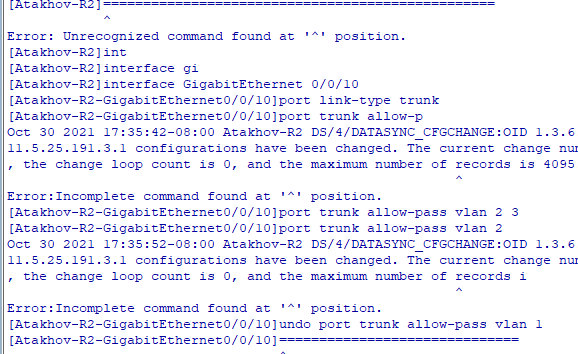 [Atakhov-R2]=================================================
^
Error: Unrecognized command found at '^' position.
[Atakhov-R2]int
[Atakhov-R2]interface gi
[Atakhov-R2]interface GigabitEthernet 0/0/10
[Atakhov-R2-GigabitEthernet0/0/10]port link-type trunk
[Atakhov-R2-GigabitEthernet0/0/10]port trunk allow-p
Oct 30 2021 17:35:42-08:00 Atakhov-R2 DS/4/DATASYNC_CFGCHANGE:OID 1.3.6
11.5.25.191.3.1 configurations have been changed. The current change num
, the change loop count is 0, and the maximum number of records is 4095
^
Error:Incomplete command found at '^' position.
[Atakhov-R2-GigabitEthernet0/0/10]port trunk allow-pass vlan 2 3
[Atakhov-R2-GigabitEthernet0/0/10]port trunk allow-pass vlan 2
Oct 30 2021 17:35:52-08:00 Atakhov-R2 DS/4/DATASYNC_CFGCHANGE:OID 1.3.6
11.5.25.191.3.1 configurations have been changed. The current change num
, the change loop count is 0, and the maximum number of records i
^
Error:Incomplete command found at '^' position.
[Atakhov-R2-GigabitEthernet0/0/10]undo port trunk allow-pass vlan 1
[Atakhov-R2-GigabitEthernet0/0/10]==============================
^